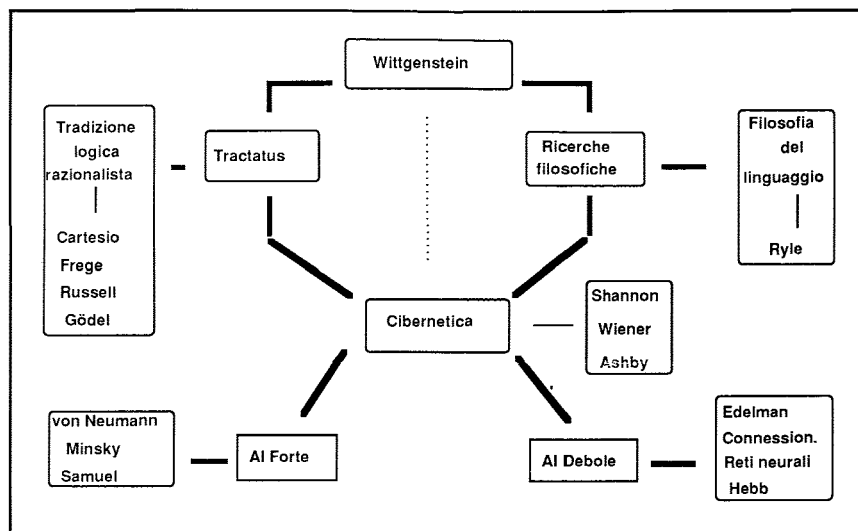 Wittgenstein
Tradizione
logica
razionalista
Cartesio
Frege
Russell
Gödel
Tractatus
Ricerche
filosofiche
Filosofia
del
linguaggio
Ryle
Cibernetica
Shannon
Wiener
Ashby
von Neumann
Minsky
Samuel
AI Forte
AI Debole
Edelman
Connession.
Reti neurali
Hebb